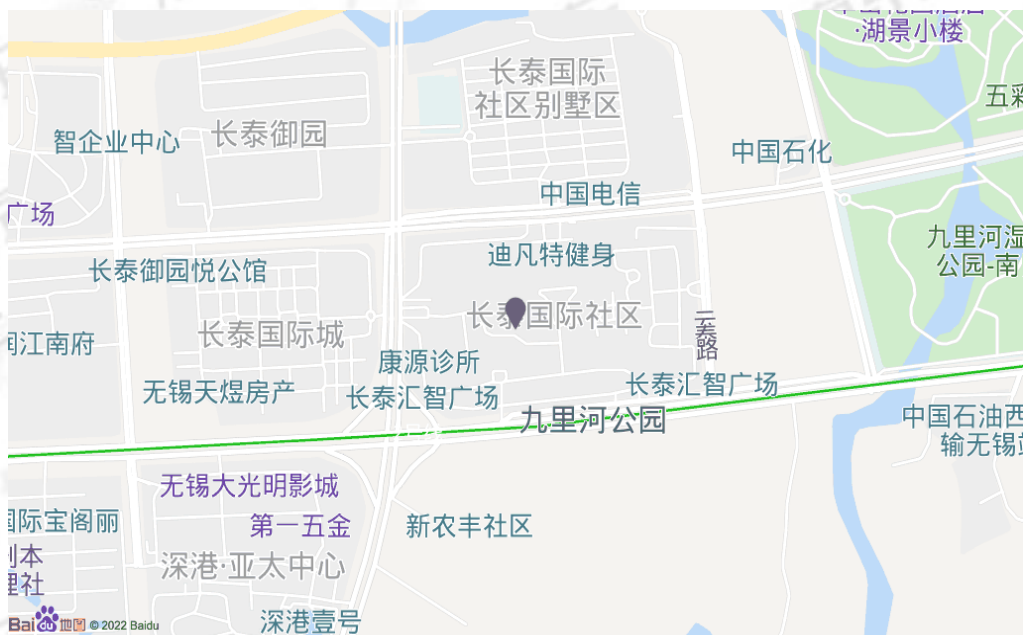 ·湖景小楼
长泰国际
社区别墅区
五彩
长泰御园
智企业中心
中国石化
中国电信
广场
九里河湿
公园-南
迪凡特健身
长泰御园悦公馆
长泰国际社区
长泰国际城
润江南府
云麦路
康源诊所
无锡天煜房产
长泰汇智广场
长泰汇智广场
九里河公园
中国石油西
输无锡站
无锡大光明影城
第一五金
新农丰社区
国际宝阁丽
深港·亚太中心
理社
深港壹号
Bai du 地图 © 2022 Baidu